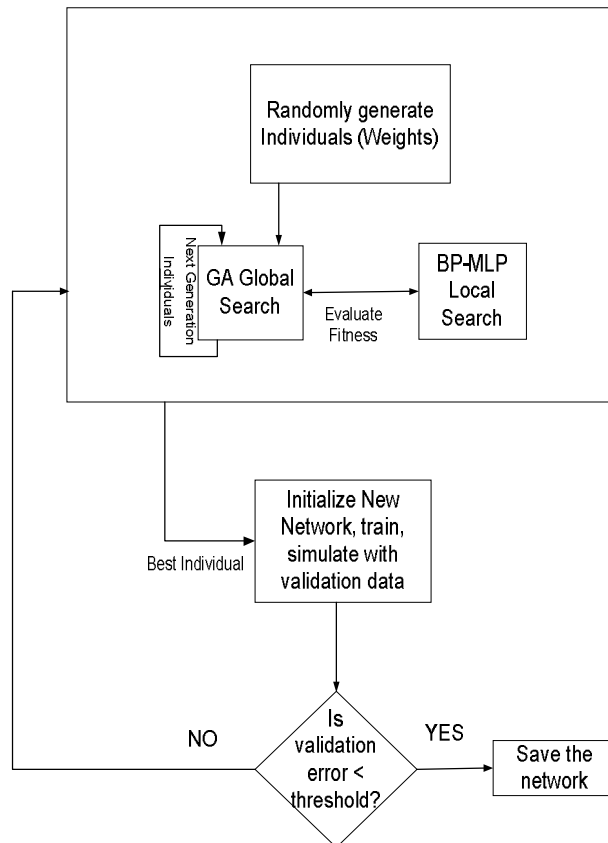 Randomly generate
Individuals (Weights)
Next Generation
Individuals
GA Global
Search
BP-MLP
Local
Search
Evaluate
Fitness
Initialize New
Network, train,
simulate with
validation data
Best Individual
Is
validation
error <
threshold?
NO
YES
Save the
network